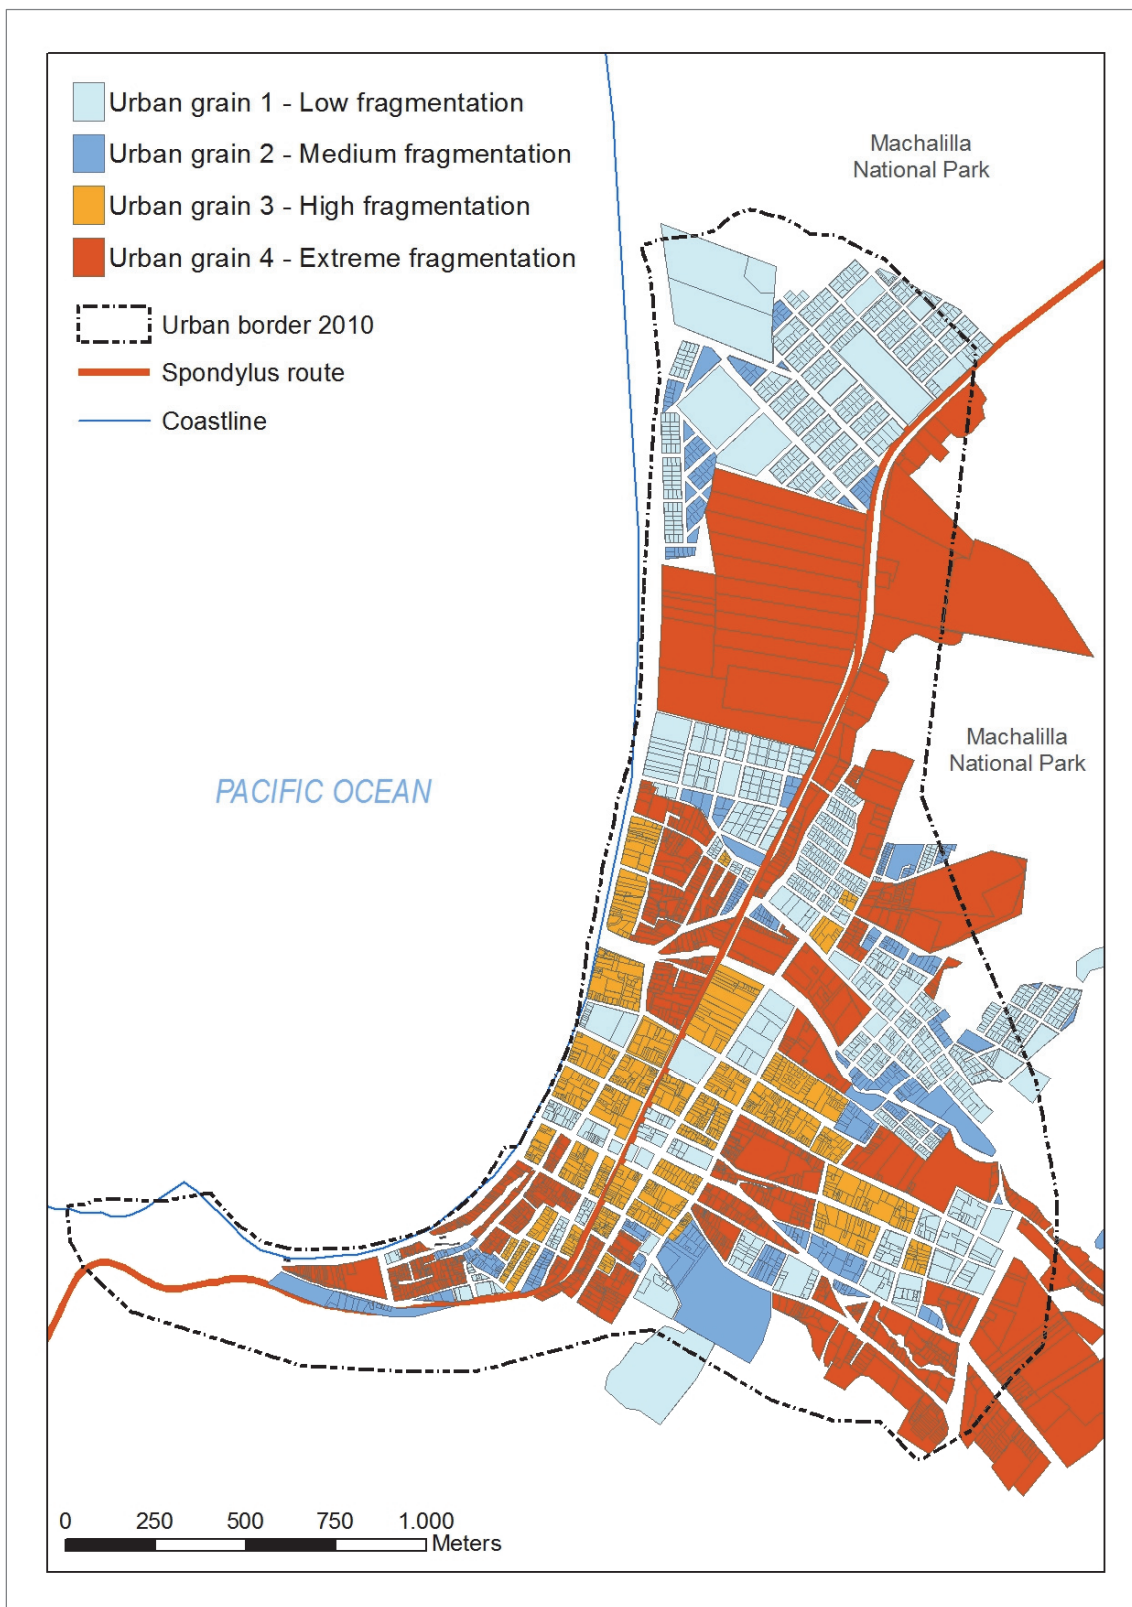 Urban grain 1 - Low fragmentation
Urban grain 2 - Medium fragmentation
Urban grain 3 - High fragmentation
Urban grain 4 - Extreme fragmentation
Urban border 2010
Spondylus route
Coastline
Machalilla
National Park
Machalilla
National Park
PACIFIC OCEAN
0 250 500 750 1.000
Meters